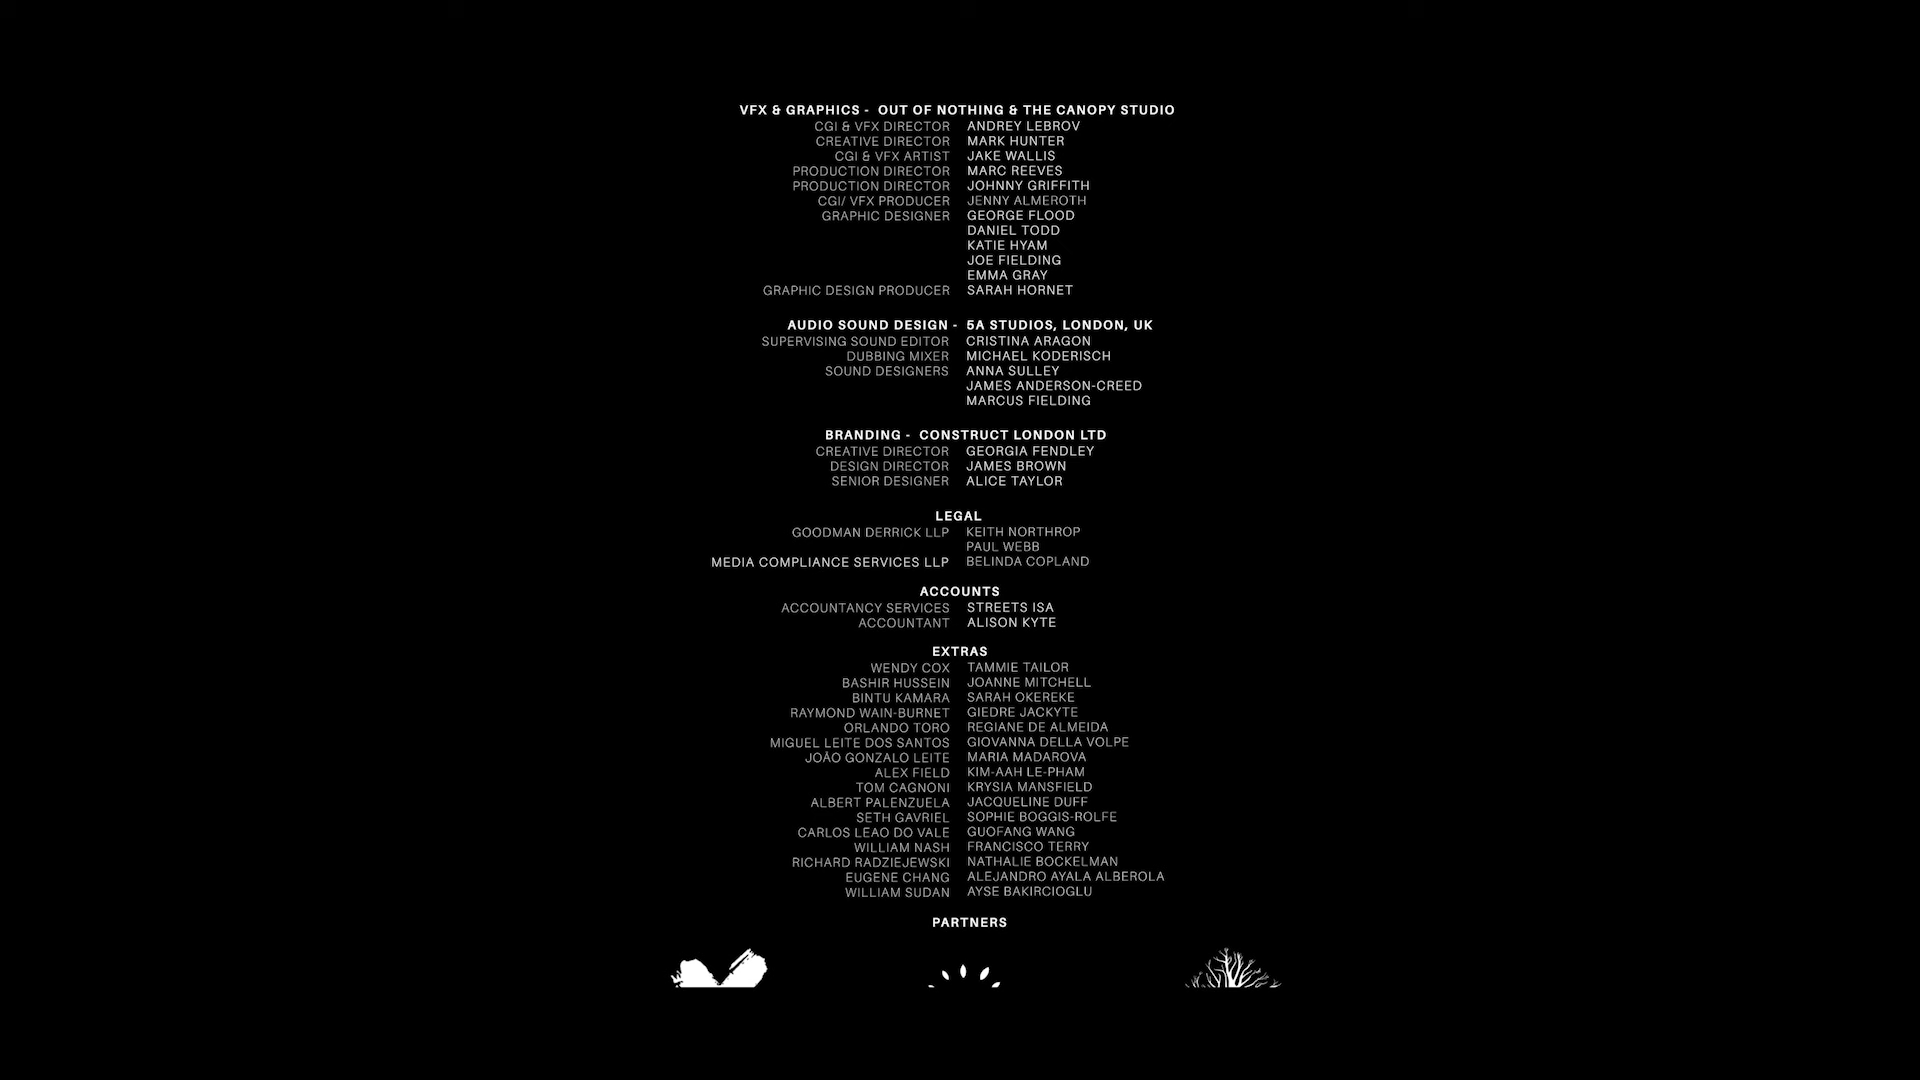 VFX & GRAPHICS - OUT OF NOTHING & THE CANOPY STUDIO
CGI & VFX DIRECTOR ANDREY LEBROV
CREATIVE DIRECTOR MARK HUNTER
CGI & VFX ARTIST JAKE WALLIS
PRODUCTION DIRECTOR MARC REEVES
PRODUCTION DIRECTOR JOHNNY GRIFFITH
CGI/ VFX PRODUCER JENNY ALMEROTH
GRAPHIC DESIGNER GEORGE FLOOD
DANIEL TODD
KATIE HYAM
JOE FIELDING
EMMA GRAY
GRAPHIC DESIGN PRODUCER SARAH HORNET
AUDIO SOUND DESIGN - 5A STUDIOS, LONDON, UK
SUPERVISING SOUND EDITOR CRISTINA ARAGON
DUBBING MIXER MICHAEL KODERISCH
SOUND DESIGNERS ANNA SULLEY
JAMES ANDERSON-CREED
MARCUS FIELDING
BRANDING - CONSTRUCT LONDON LTD
CREATIVE DIRECTOR GEORGIA FENDLEY
DESIGN DIRECTOR JAMES BROWN
SENIOR DESIGNER ALICE TAYLOR
LEGAL
GOODMAN DERRICK LLP KEITH NORTHROP
PAUL WEBB
MEDIA COMPLIANCE SERVICES LLP BELINDA COPLAND
ACCOUNTS
ACCOUNTANCY SERVICES STREETS ISA
ACCOUNTANT ALISON KYTE
EXTRAS
WENDY COX TAMMIE TAILOR
BASHIR HUSSEIN JOANNE MITCHELL
BINTU KAMARA SARAH OKEREKE
RAYMOND WAIN-BURNET GIEDRE JACKYTE
ORLANDO TORO REGIANE DE ALMEIDA
MIGUEL LEITE DOS SANTOS GIOVANNA DELLA VOLPE
JOÃO GONZALO LEITE MARIA MADAROVA
ALEX FIELD KIM-AAH LE-PHAM
TOM CAGNONI KRYSIA MANSFIELD
ALBERT PALENZUELA JACQUELINE DUFF
SETH GAVRIEL SOPHIE BOGGIS-ROLFE
CARLOS LEAO DO VALE GUOFANG WANG
WILLIAM NASH FRANCISCO TERRY
RICHARD RADZIEJEWSKI NATHALIE BOCKELMAN
EUGENE CHANG ALEJANDRO AYALA ALBEROLA
WILLIAM SUDAN AYSE BAKIRCIOGLU
PARTNERS